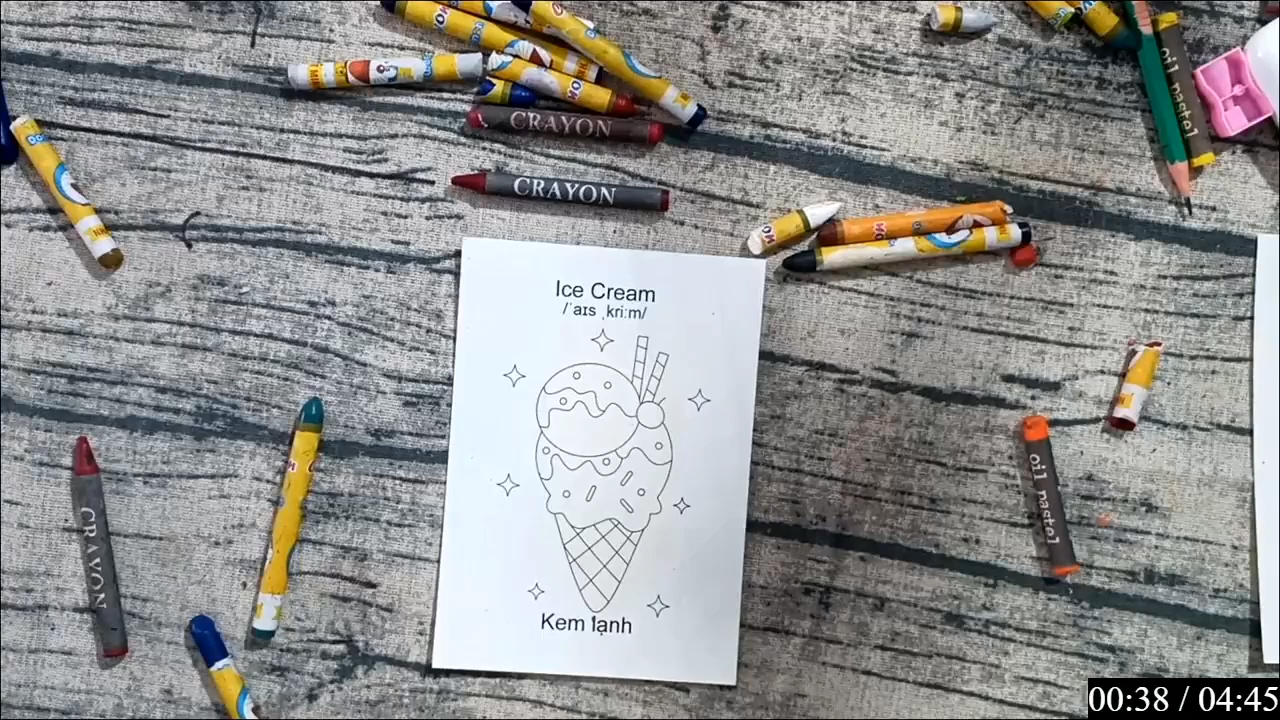 CRAYON
CRAYON
oil pastel
Ice Cream
/ˈaɪs ˌkriːm/
Kem lạnh
CRAYON
oil pastel
00:38 / 04:45